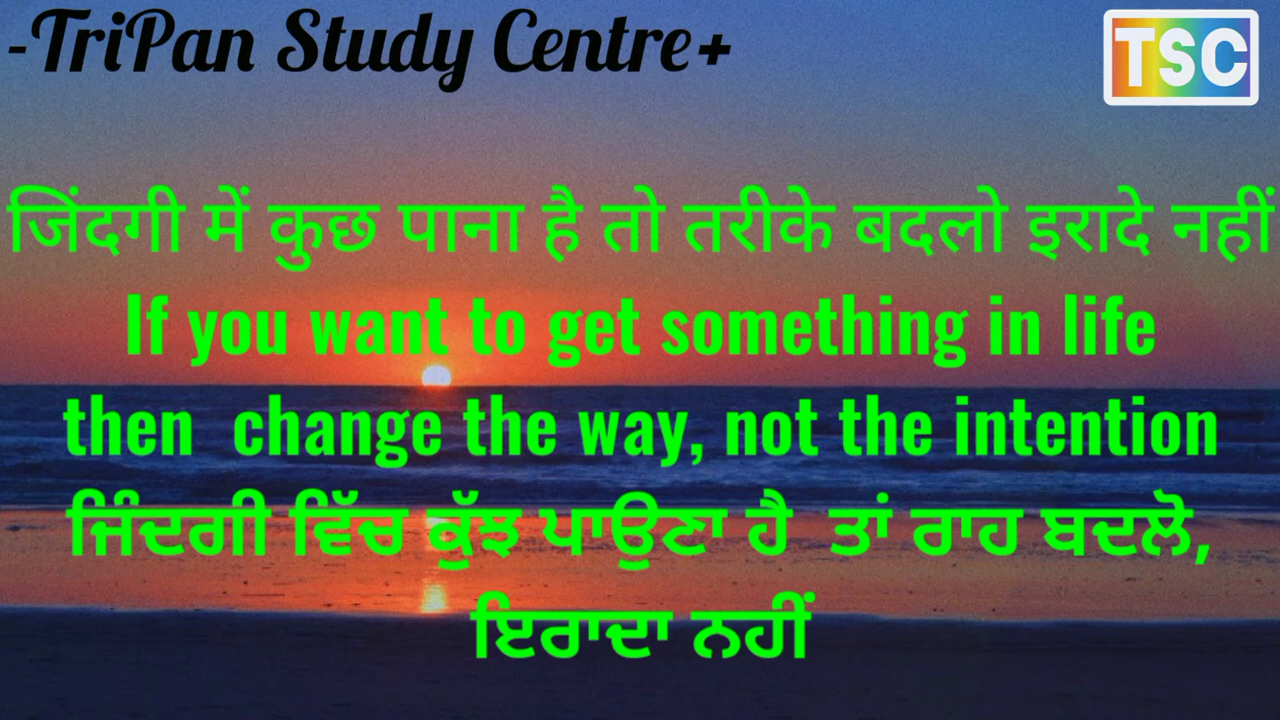 -TriPan Study Centre+
TSC
जिंदगी में कुछ पाना है तो तरीके बदलो इरादे नहीं
If you want to get something in life
then change the way, not the intention
ਜਿੰਦਗੀ ਵਿੱਚ ਕੁੱਝ ਪਾਉਣਾ ਹੈ ਤਾਂ ਰਾਹ ਬਦਲੋ,
ਇਰਾਦਾ ਨਹੀਂ